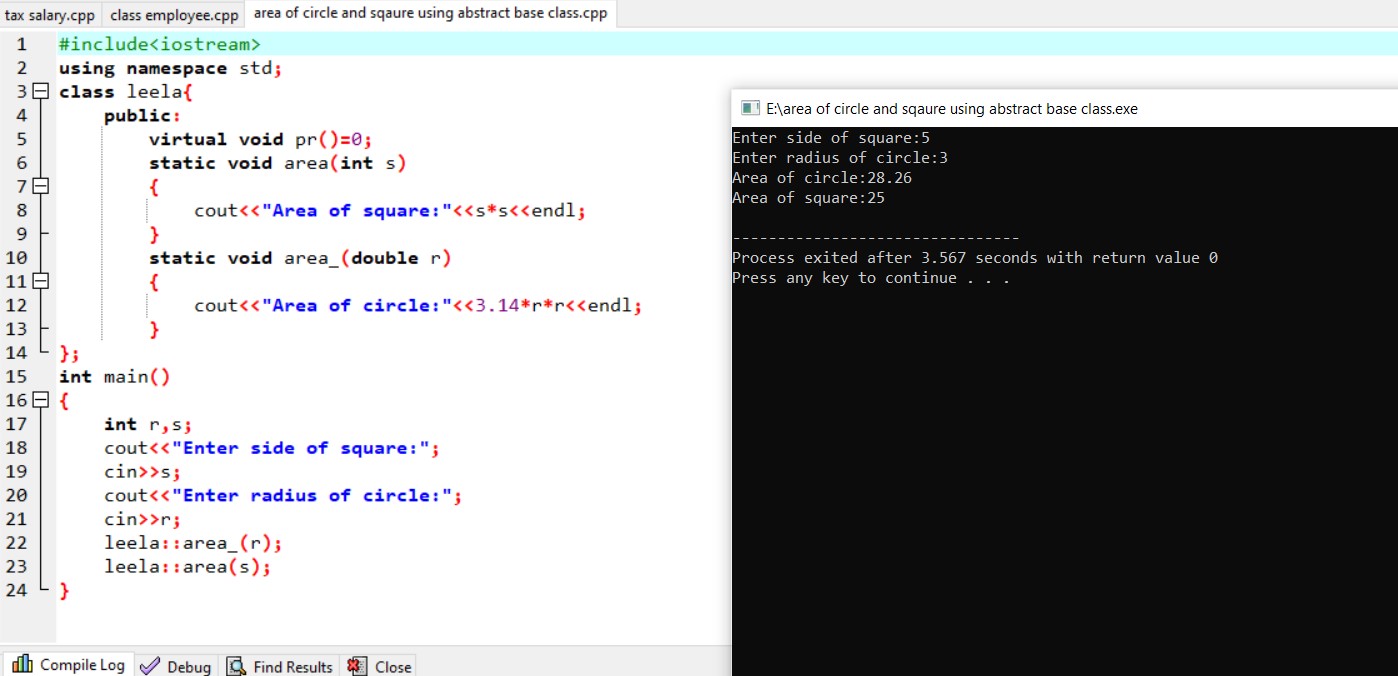 tax salary.cpp class employee.cpp area of circle and sqaure using abstract base class.cpp
1 #include<iostream>
2 using namespace std;
3 class leela{
4 public:
5 virtual void pr()=0;
6 static void area(int s)
7 {
8 cout<<"Area of square:"<<s*s<<endl;
9 }
10 static void area_(double r)
11 {
12 cout<<"Area of circle:"<<3.14*r*r<<endl;
13 }
14 };
15 int main()
16 {
17 int r,s;
18 cout<<"Enter side of square:";
19 cin>>s;
20 cout<<"Enter radius of circle:";
21 cin>>r;
22 leela::area_(r);
23 leela::area(s);
24 }
E:\area of circle and sqaure using abstract base class.exe
Enter side of square:5
Enter radius of circle:3
Area of circle:28.26
Area of square:25
--------------------------------
Process exited after 3.567 seconds with return value 0
Press any key to continue . . .
Compile Log Debug Find Results Close